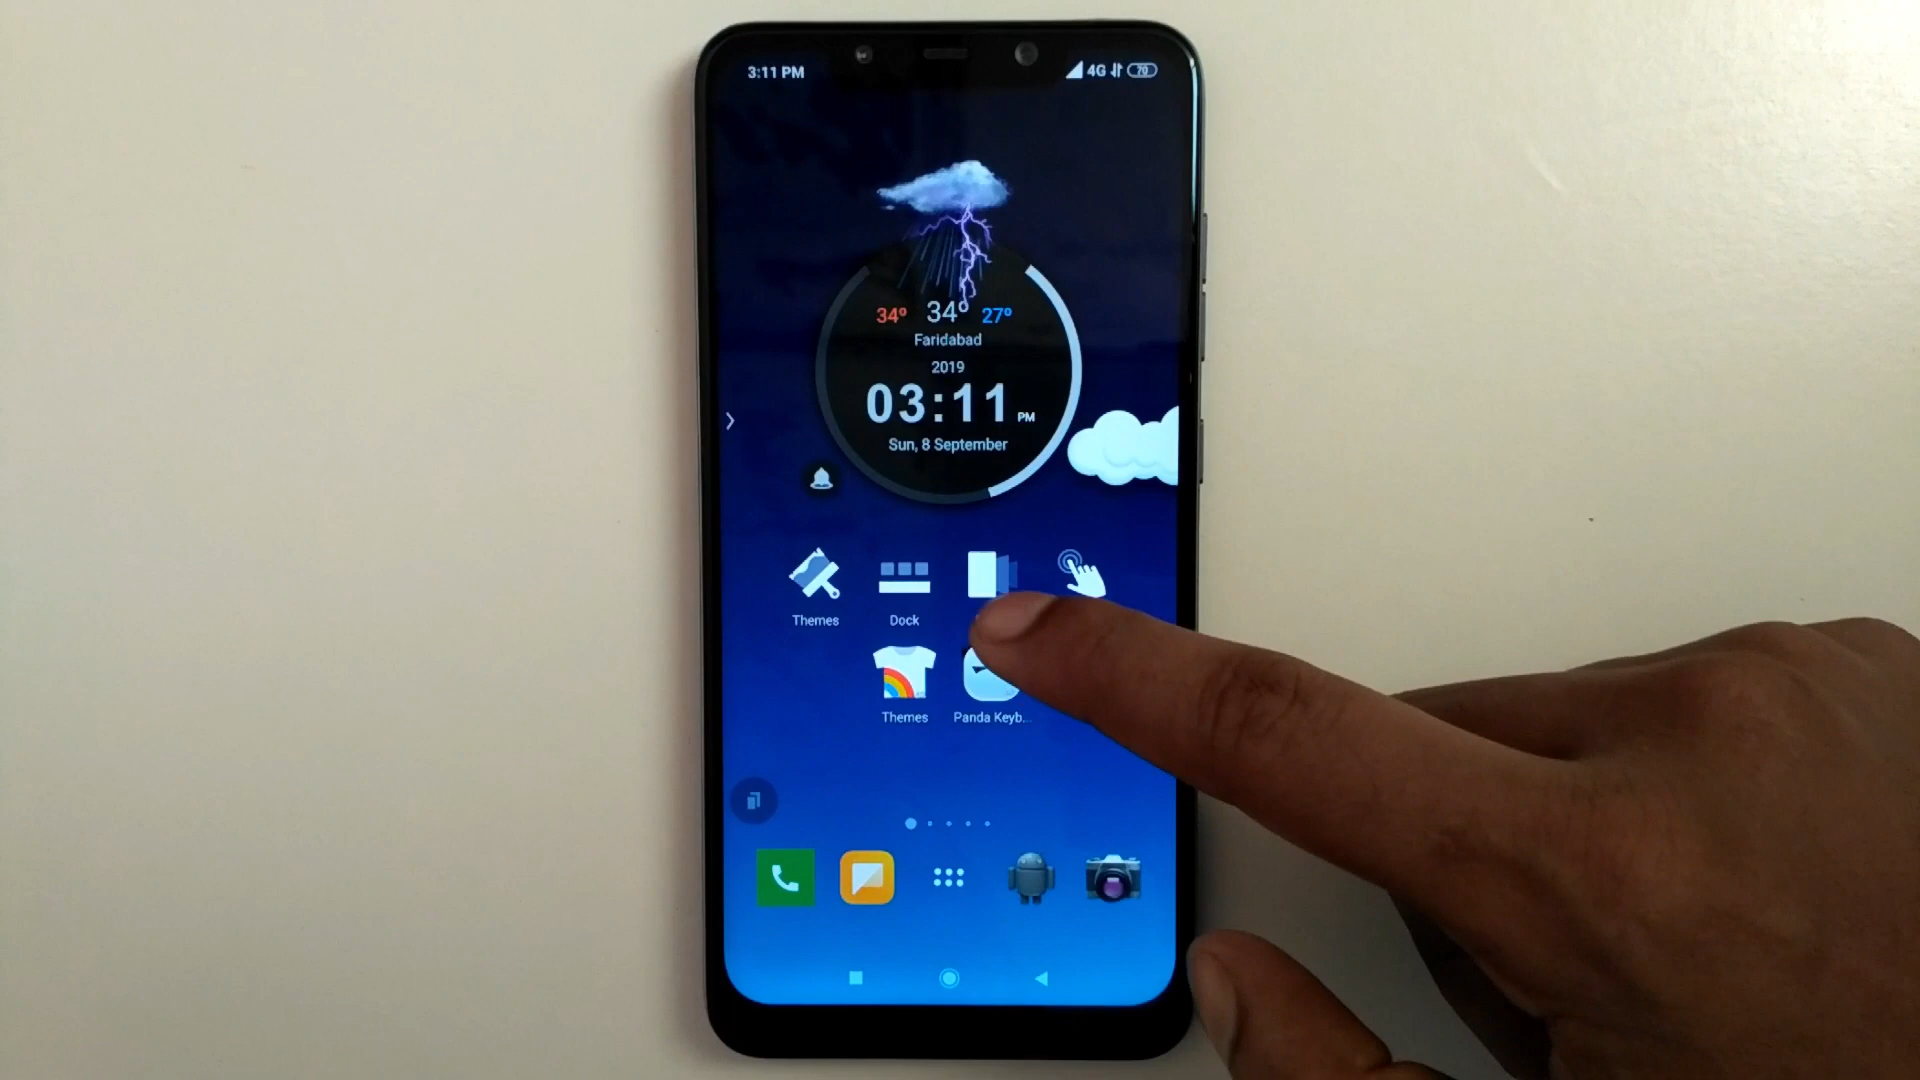 3:11 PM
4G 70
34° 34° 27°
Faridabad
2019
03:11 PM
Sun, 8 September
Themes
Dock
Themes
Panda Keyb...